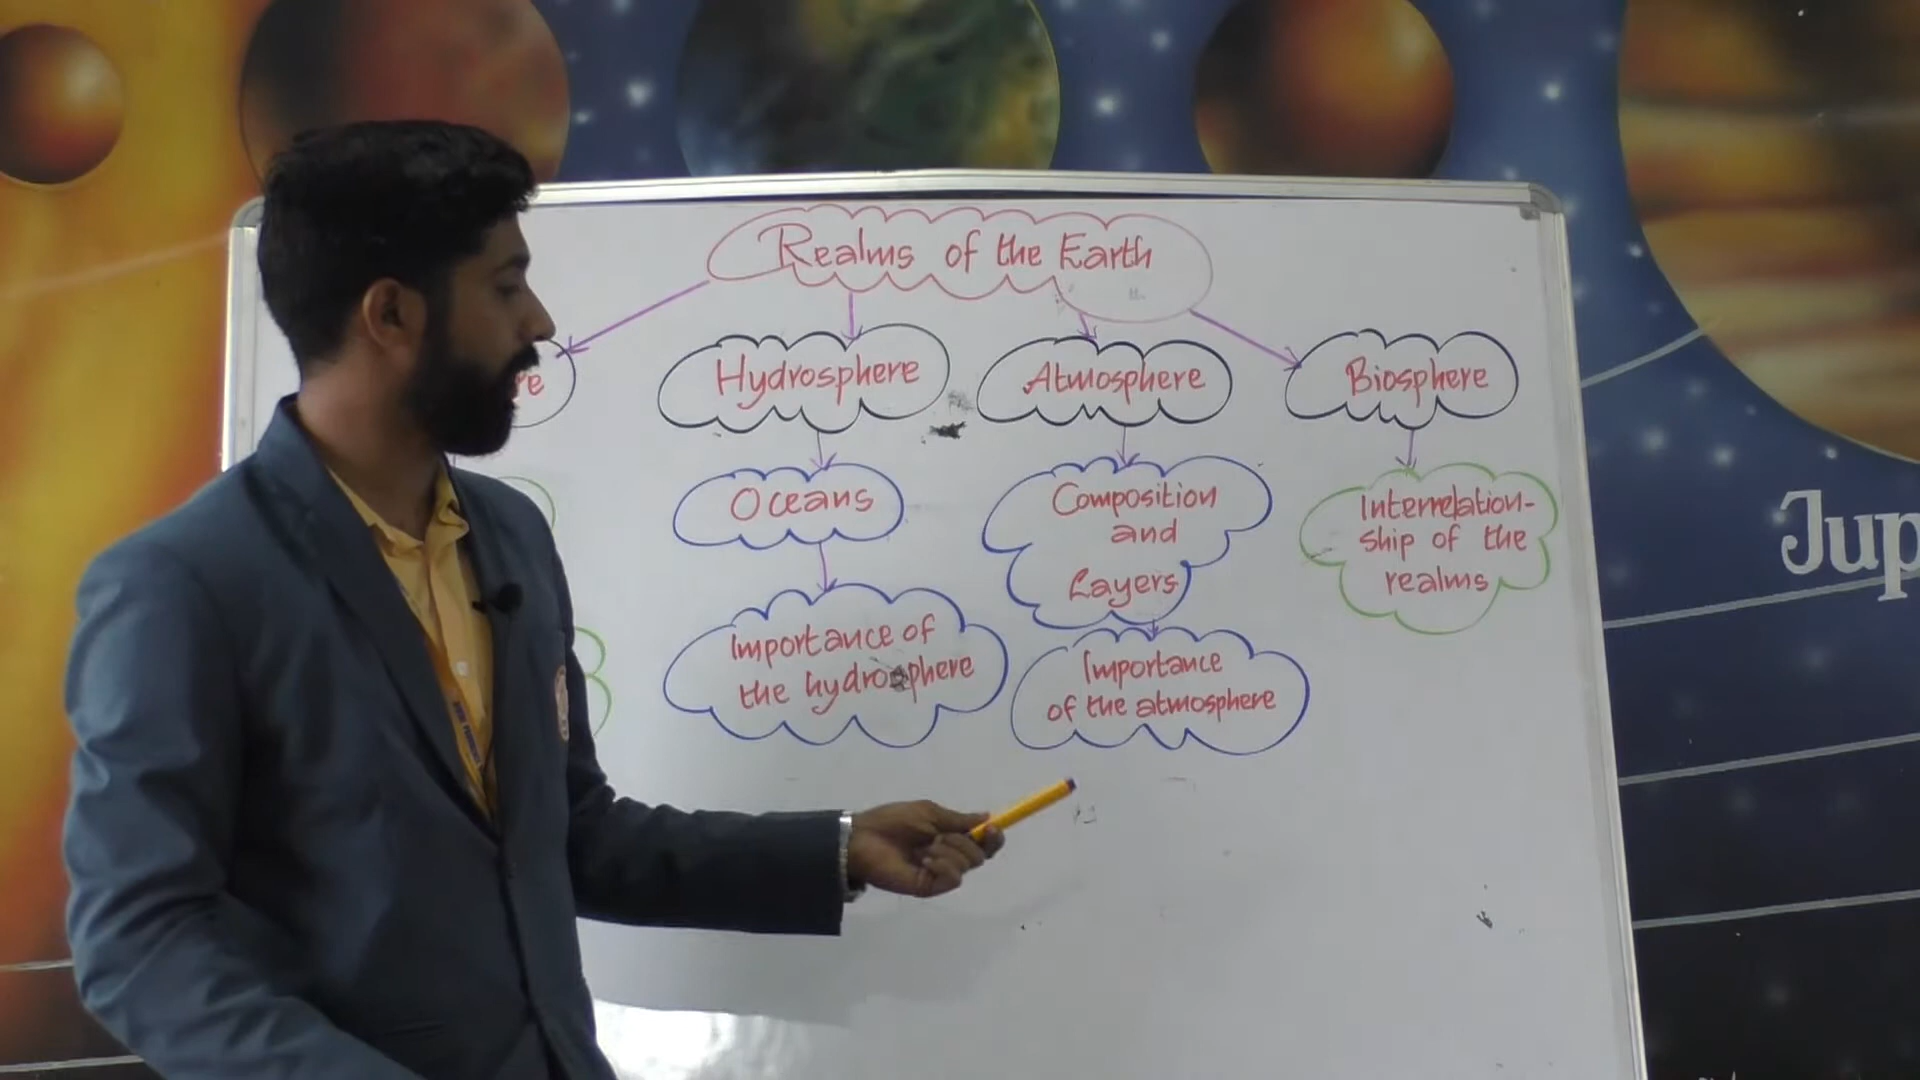 Realms of the Earth
re
Hydrosphere
Atmosphere
Biosphere
Oceans
Composition
and
Layers
Interrelation-
ship of the
realms
Importance of
the hydrosphere
Importance
of the atmosphere
Jup